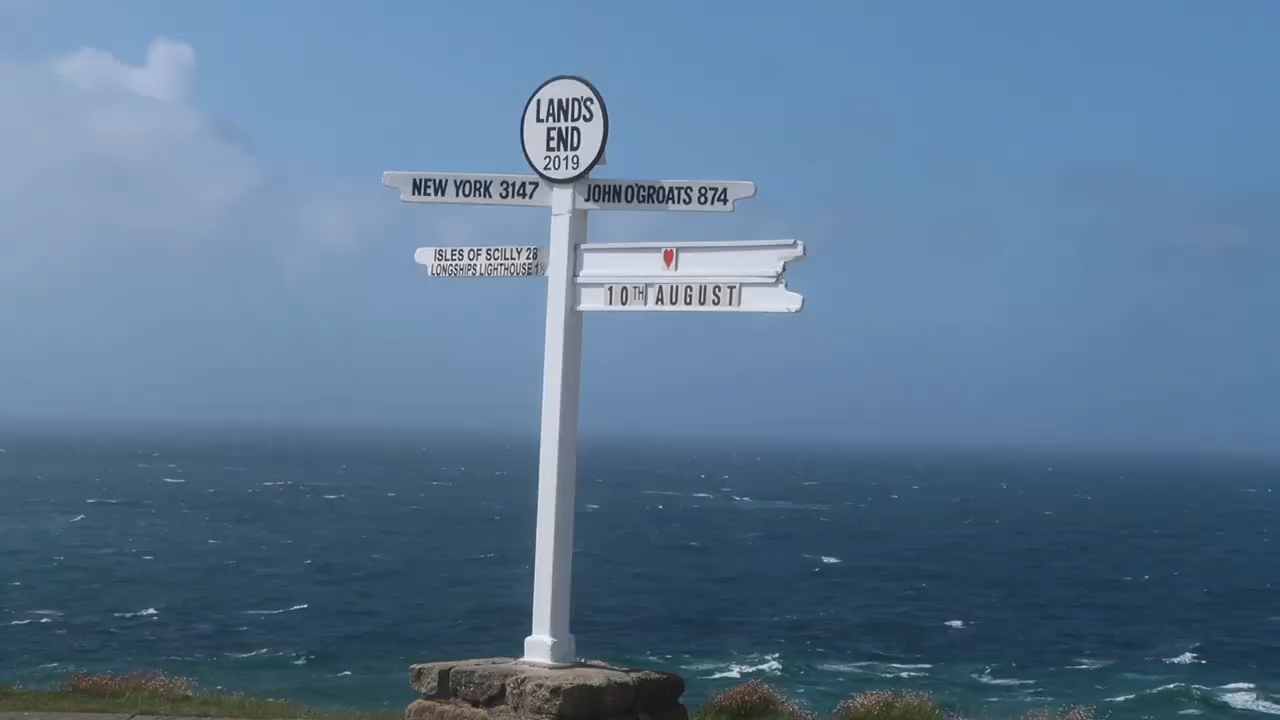 LAND'S
END
2019
NEW YORK 3147
JOHN O'GROATS 874
ISLES OF SCILLY 28
LONGSHIPS LIGHTHOUSE 1½
10TH AUGUST